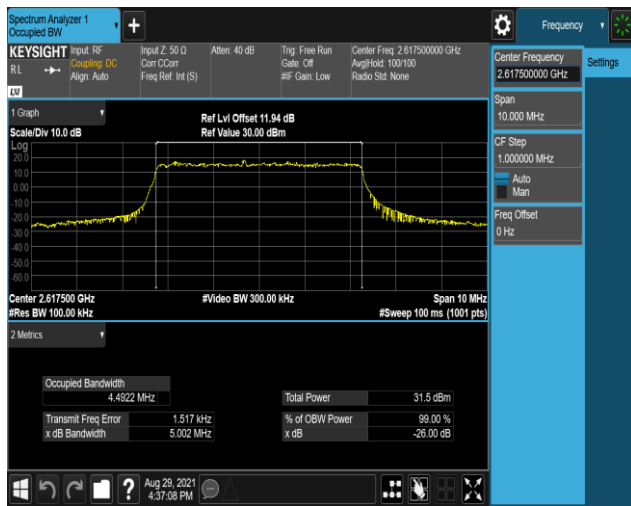 Spectrum Analyzer 1
Occupied BW
Frequency
KEYSIGHT
Input: RF
Coupling: DC
Align: Auto
Input Z: 50 Ω
Corr CCorr
Freq Ref: Int (S)
Atten: 40 dB
Trig: Free Run
Gate: Off
#IF Gain: Low
Center Freq: 2.617500000 GHz
Avg|Hold: 100/100
Radio Std: None
R L
LXI
Center Frequency
2.617500000 GHz
Settings
Span
10.000 MHz
CF Step
1.000000 MHz
Auto
Man
Freq Offset
0 Hz
1 Graph
Scale/Div 10.0 dB
Ref Lvl Offset 11.94 dB
Ref Value 30.00 dBm
Log
20.0
10.0
0.00
-10.0
-20.0
-30.0
-40.0
-50.0
-60.0
Center 2.617500 GHz
#Video BW 300.00 kHz
Span 10 MHz
#Res BW 100.00 kHz
#Sweep 100 ms (1001 pts)
2 Metrics
Occupied Bandwidth
4.4922 MHz
Total Power
31.5 dBm
Transmit Freq Error
1.517 kHz
% of OBW Power
99.00 %
x dB Bandwidth
5.002 MHz
x dB
-26.00 dB
?
Aug 29, 2021
4:37:08 PM